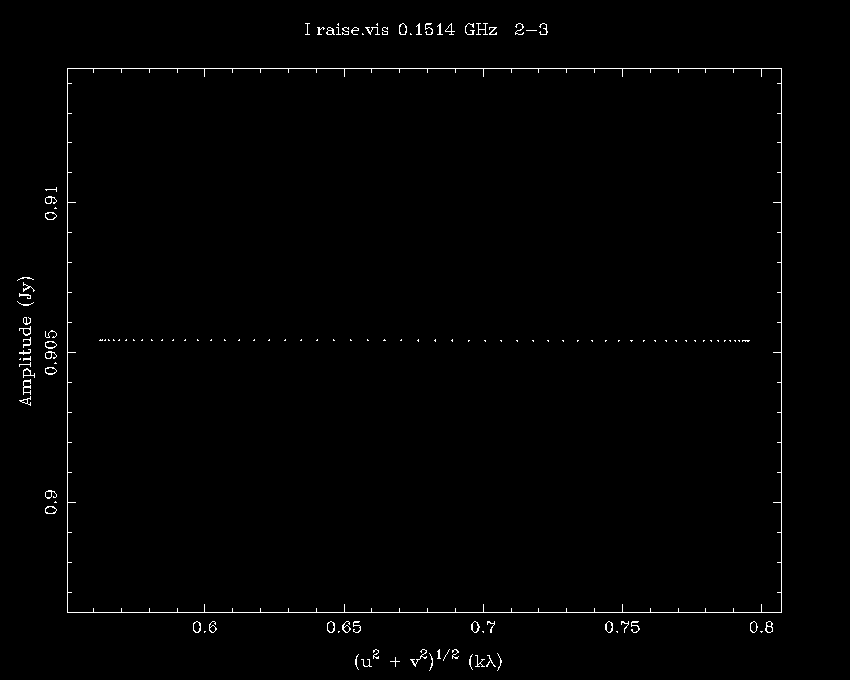 I raise.vis 0.1514 GHz 2-3
0.91
0.905
0.9
Amplitude (Jy)
0.6 0.65 0.7 0.75 0.8
(u² + v²)¹/² (kλ)